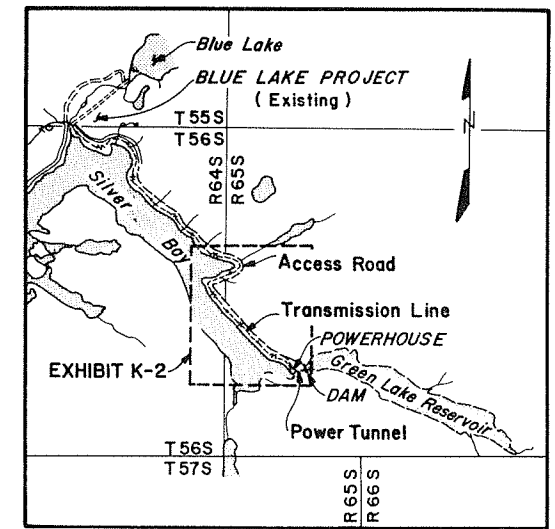 Blue Lake
BLUE LAKE PROJECT
( Existing )
N
T55S
T56S
R64S
R65S
Silver
Bay
Access Road
Transmission Line
POWERHOUSE
EXHIBIT K-2
Green Lake Reservoir
DAM
Power Tunnel
T56S
T57S
R65S
R66S